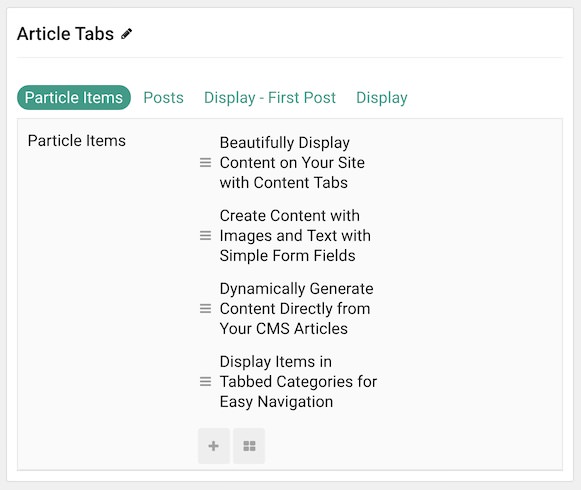 Article Tabs
Particle Items Posts Display - First Post Display
Particle Items
Beautifully Display
Content on Your Site
with Content Tabs
Create Content with
Images and Text with
Simple Form Fields
Dynamically Generate
Content Directly from
Your CMS Articles
Display Items in
Tabbed Categories for
Easy Navigation